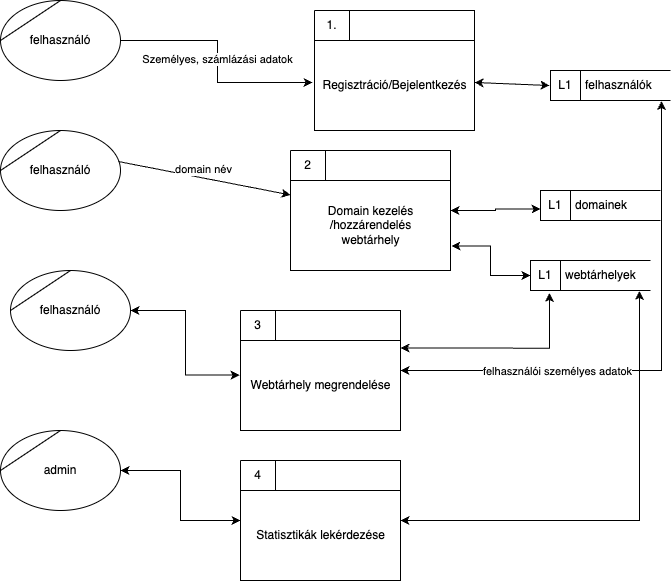 felhasználó
1.
Személyes, számlázási adatok
Regisztráció/Bejelentkezés
L1
felhasználók
felhasználó
domain név
2
Domain kezelés
/hozzárendelés
webtárhely
L1
domainek
L1
webtárhelyek
felhasználó
3
Webtárhely megrendelése
felhasználói személyes adatok
admin
4
Statisztikák lekérdezése